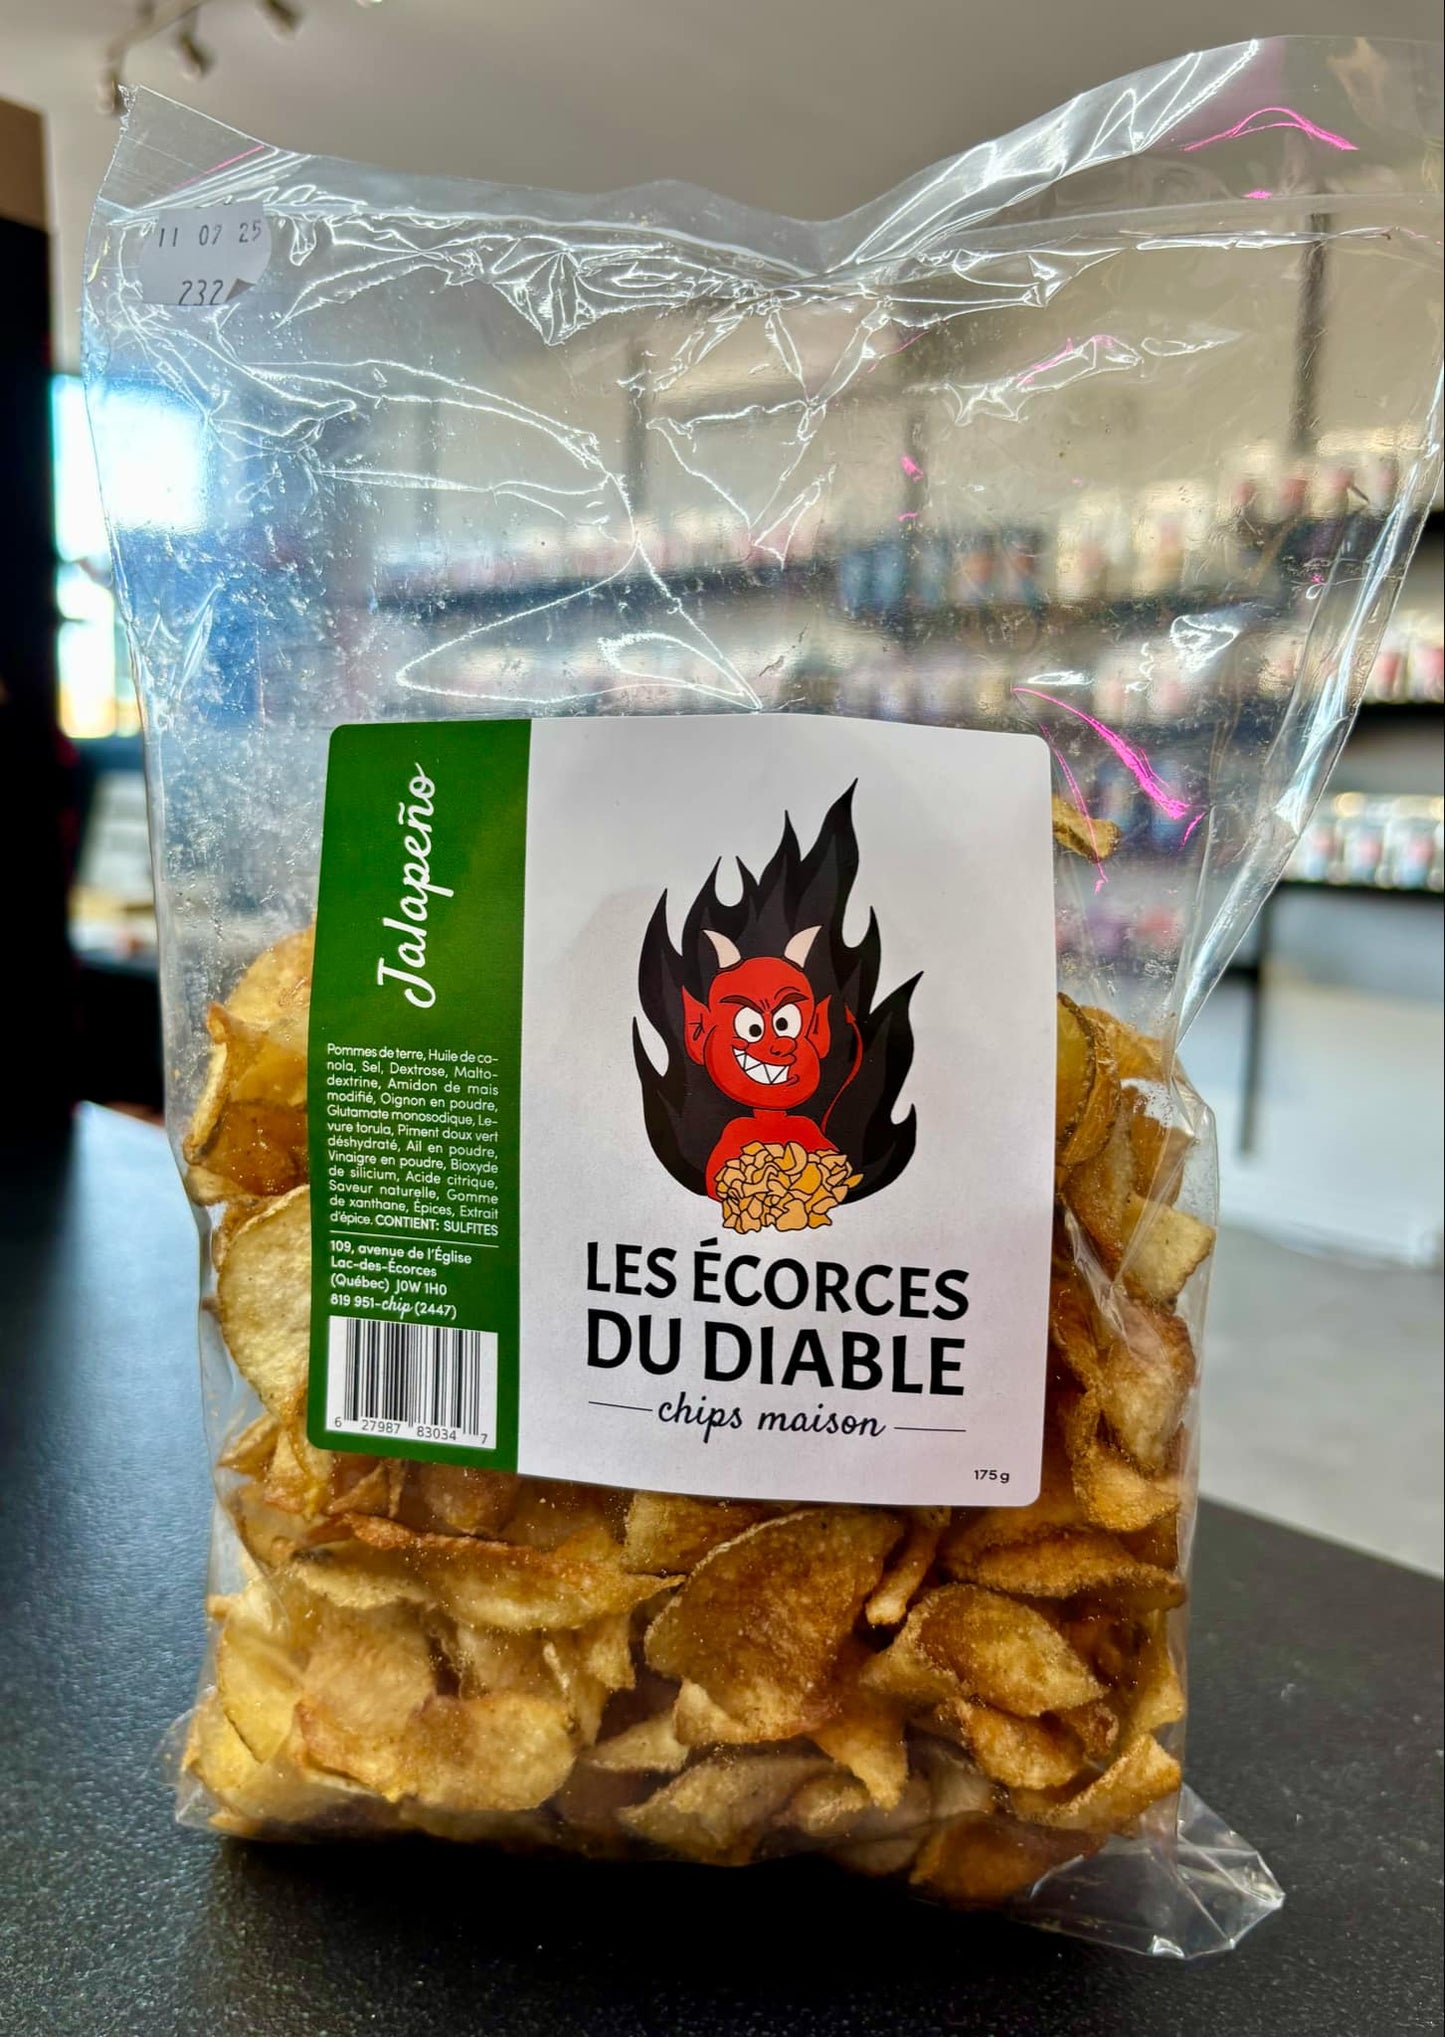 11 07 25
232
Jalapeño
Pommes de terre, Huile de ca-
nola, Sel, Dextrose, Malto-
dextrine, Amidon de maïs
modifié, Oignon en poudre,
Glutamate monosodique, Le-
vure torula, Piment doux vert
déshydraté, Ail en poudre,
Vinaigre en poudre, Bioxyde
de silicium, Acide citrique,
Saveur naturelle, Gomme
de xanthane, Épices, Extrait
d'épice. CONTIENT: SULFITES
109, avenue de l'Église
Lac-des-Écorces
(Québec) J0W 1H0
819 951-chip (2447)
6 27987 83034 7
LES ÉCORCES
DU DIABLE
chips maison
175 g